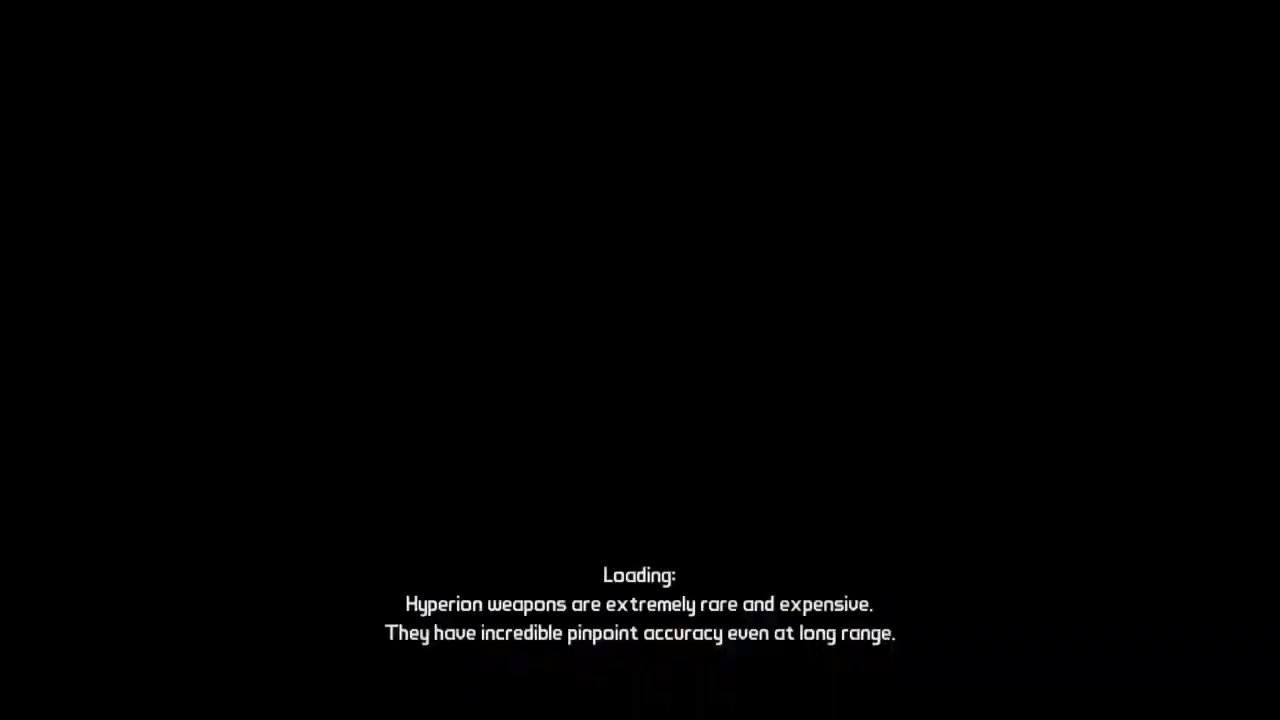 Loading:
Hyperion weapons are extremely rare and expensive.
They have incredible pinpoint accuracy even at long range.